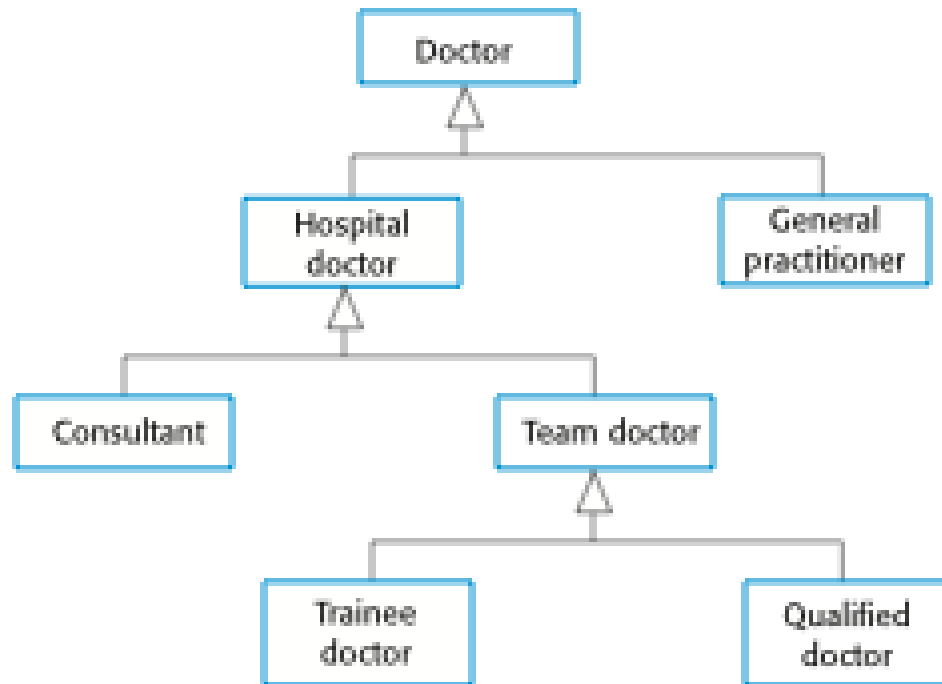 Doctor
Hospital
doctor
General
practitioner
Consultant
Team doctor
Trainee
doctor
Qualified
doctor